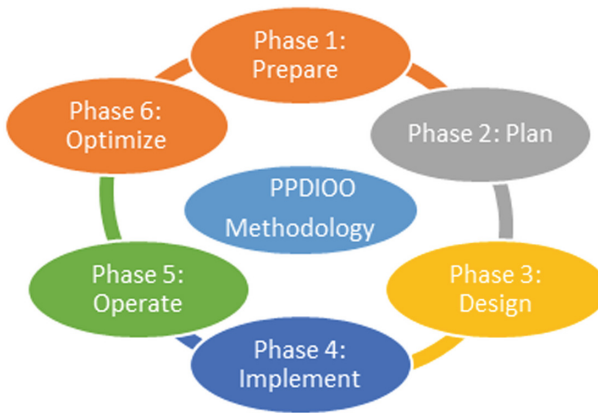 Phase 1:
Prepare
Phase 2: Plan
Phase 3:
Design
Phase 4:
Implement
Phase 5:
Operate
Phase 6:
Optimize
PPDIOO
Methodology